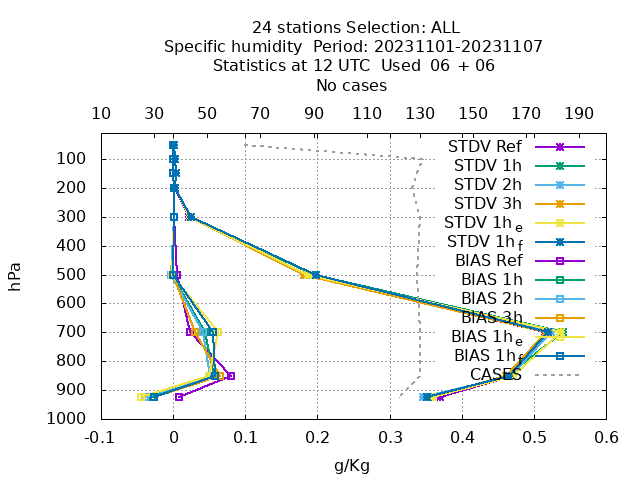 24 stations Selection: ALL
Specific humidity  Period: 20231101-20231107
Statistics at 12 UTC  Used  06 + 06
No cases
10 30 50 70 90 110 130 150 170 190
STDV Ref
STDV 1h
STDV 2h
STDV 3h
STDV 1h e
STDV 1h f
BIAS Ref
BIAS 1h
BIAS 2h
BIAS 3h
BIAS 1h e
BIAS 1h f
CASES
hPa
100
200
300
400
500
600
700
800
900
1000
-0.1 0 0.1 0.2 0.3 0.4 0.5 0.6
g/Kg